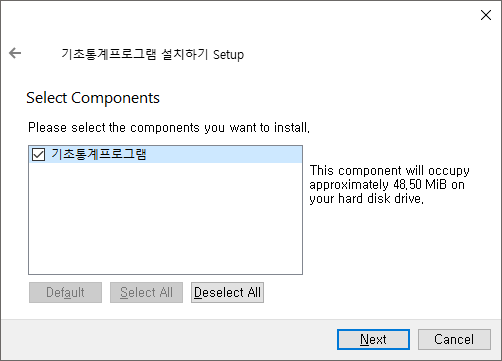 기초통계프로그램 설치하기 Setup
Select Components
Please select the components you want to install.
기초통계프로그램
This component will occupy
approximately 48.50 MiB on
your hard disk drive.
Default
Select All
Deselect All
Next
Cancel